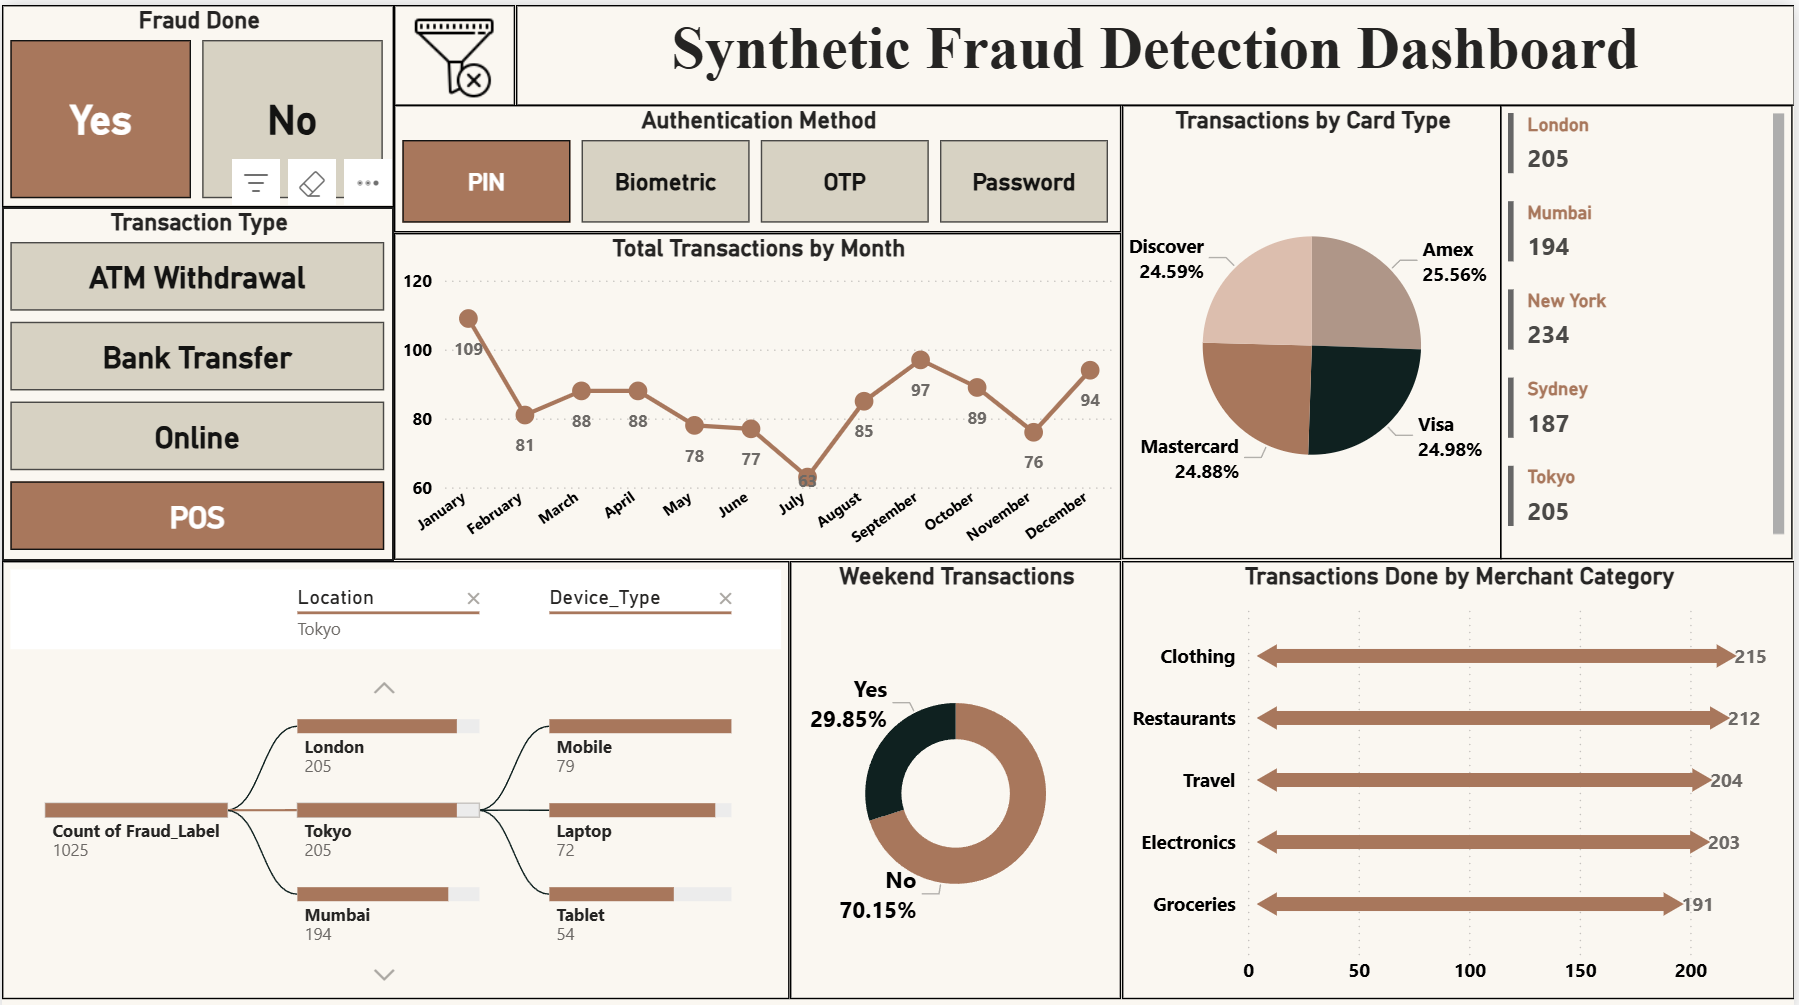 Fraud Done
Yes
No
Synthetic Fraud Detection Dashboard
Authentication Method
PIN
Biometric
OTP
Password
Transaction Type
ATM Withdrawal
Bank Transfer
Online
POS
Total Transactions by Month
120
100
80
60
109
81
88
88
78
77
63
85
97
89
76
94
January
February
March
April
May
June
July
August
September
October
November
December
Transactions by Card Type
Discover
24.59%
Amex
25.56%
Mastercard
24.88%
Visa
24.98%
London
205
Mumbai
194
New York
234
Sydney
187
Tokyo
205
Location
Tokyo
Device_Type
Count of Fraud_Label
1025
London
205
Tokyo
205
Mumbai
194
Mobile
79
Laptop
72
Tablet
54
Weekend Transactions
Yes
29.85%
No
70.15%
Transactions Done by Merchant Category
Clothing
215
Restaurants
212
Travel
204
Electronics
203
Groceries
191
0
50
100
150
200